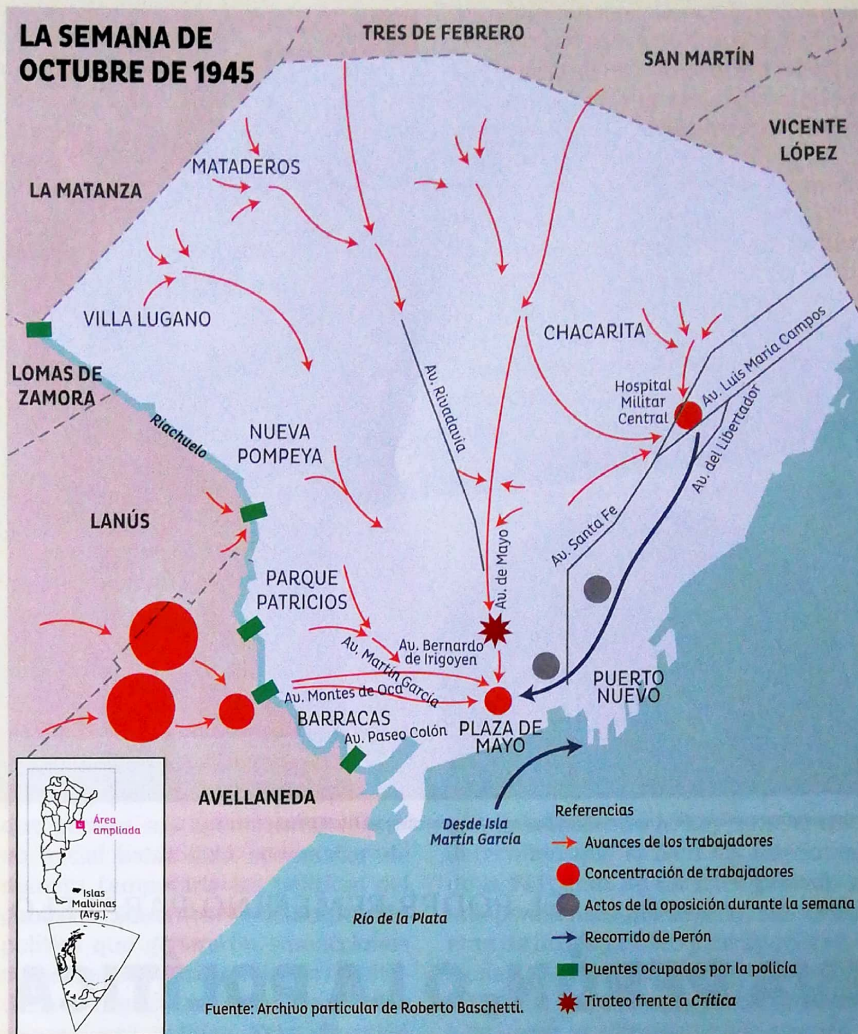 LA SEMANA DE
OCTUBRE DE 1945
TRES DE FEBRERO
SAN MARTÍN
VICENTE
LÓPEZ
MATADEROS
LA MATANZA
VILLA LUGANO
CHACARITA
LOMAS DE
ZAMORA
Riachuelo
Av. Rivadavia
Hospital
Militar
Central
Av. Luis María Campos
Av. del Libertador
NUEVA
POMPEYA
LANÚS
Av. Santa Fe
Av. de Mayo
PARQUE
PATRICIOS
Av. Martín García
Av. Bernardo
de Irigoyen
Av. Montes de Oca
BARRACAS
Av. Paseo Colón
PLAZA DE
MAYO
PUERTO
NUEVO
AVELLANEDA
Desde Isla
Martín García
Río de la Plata
Área
ampliada
Islas
Malvinas
(Arg.).
Referencias
Avances de los trabajadores
Concentración de trabajadores
Actos de la oposición durante la semana
Recorrido de Perón
Puentes ocupados por la policía
Tiroteo frente a Crítica
Fuente: Archivo particular de Roberto Baschetti.